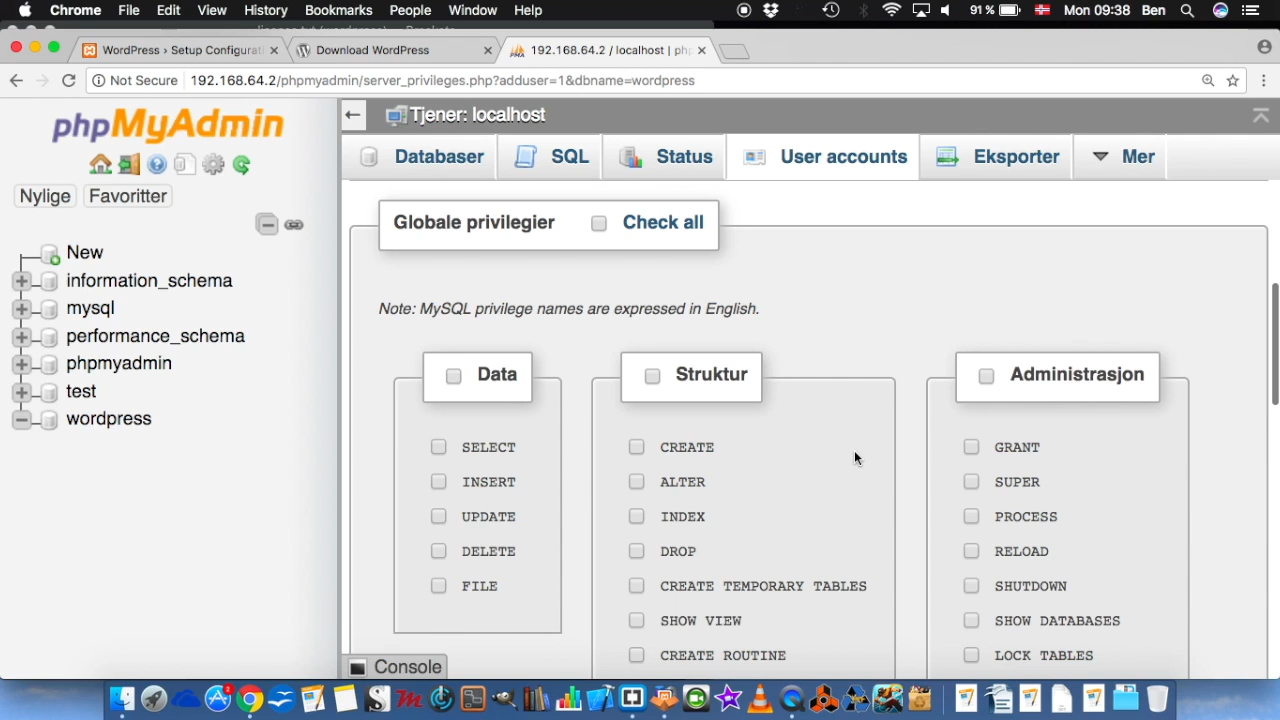 Chrome File Edit View History Bookmarks People Window Help 91 % Mon 09:38 Ben
WordPress › Setup Configurat Download WordPress 192.168.64.2 / localhost | ph
Not Secure 192.168.64.2/phpmyadmin/server_privileges.php?adduser=1&dbname=wordpress
phpMyAdmin
Nylige Favoritter
New
information_schema
mysql
performance_schema
phpmyadmin
test
wordpress
Tjener: localhost
Databaser SQL Status User accounts Eksporter Mer
Globale privilegier Check all
Note: MySQL privilege names are expressed in English.
Data
SELECT
INSERT
UPDATE
DELETE
FILE
Struktur
CREATE
ALTER
INDEX
DROP
CREATE TEMPORARY TABLES
SHOW VIEW
CREATE ROUTINE
Administrasjon
GRANT
SUPER
PROCESS
RELOAD
SHUTDOWN
SHOW DATABASES
LOCK TABLES
Console